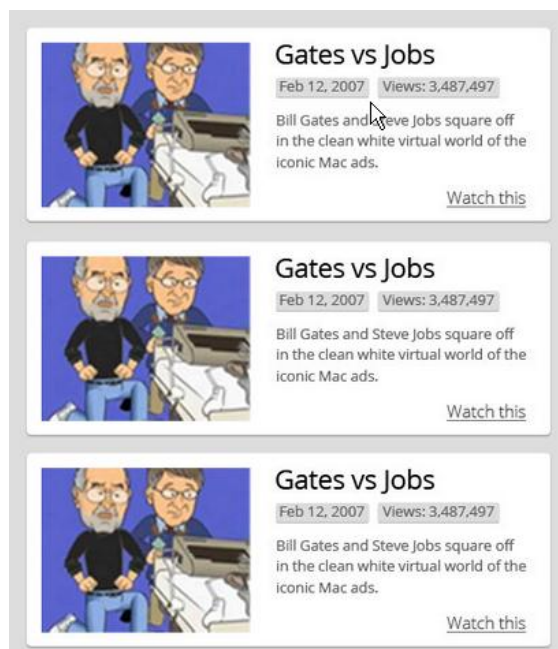 Gates vs Jobs
Feb 12, 2007 Views: 3,487,497
Bill Gates and Steve Jobs square off
in the clean white virtual world of the
iconic Mac ads.
Watch this
Gates vs Jobs
Feb 12, 2007 Views: 3,487,497
Bill Gates and Steve Jobs square off
in the clean white virtual world of the
iconic Mac ads.
Watch this
Gates vs Jobs
Feb 12, 2007 Views: 3,487,497
Bill Gates and Steve Jobs square off
in the clean white virtual world of the
iconic Mac ads.
Watch this